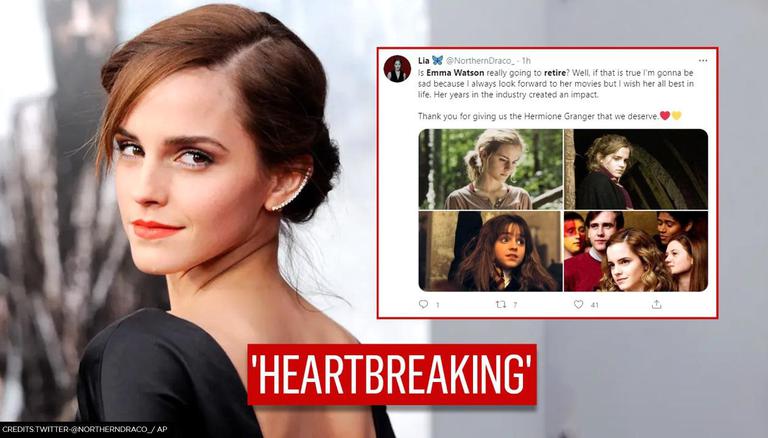 Lia 🦋 @NorthernDraco_ · 1h
Is Emma Watson really going to retire? Well, if that is true I'm gonna be
sad because I always look forward to her movies but I wish her all best in
life. Her years in the industry created an impact.
Thank you for giving us the Hermione Granger that we deserve.❤️💛
1 7 41
'HEARTBREAKING'
CREDITS:TWITTER-@NORTHERNDRACO_/ AP